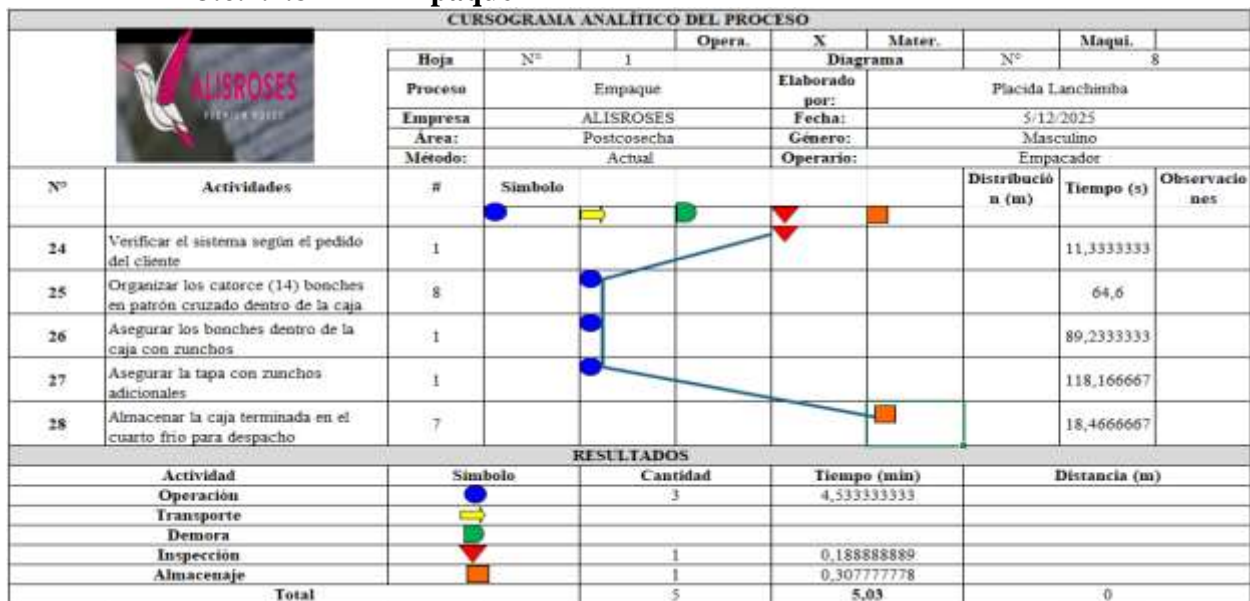 CURSOGRAMA ANALÍTICO DEL PROCESO
Opera. X Mater. Maqui.
Hoja N° 1 Diagrama N° 8
ALISROSES
Proceso Empaque Elaborado por: Placida Lanchimba
Empresa ALISROSES Fecha: 5/12/2025
Área: Postcosecha Género: Masculino
Método: Actual Operario: Empacador
N° Actividades # Símbolo Distribució n (m) Tiempo (s) Observacio nes
24 Verificar el sistema según el pedido del cliente 1 11,3333333
25 Organizar los catorce (14) bonches en patrón cruzado dentro de la caja 8 64,6
26 Asegurar los bonches dentro de la caja con zunchos 1 89,2333333
27 Asegurar la tapa con zunchos adicionales 1 118,166667
28 Almacenar la caja terminada en el cuarto frio para despacho 7 18,4666667
RESULTADOS
Actividad Símbolo Cantidad Tiempo (min) Distancia (m)
Operación 3 4,533333333
Transporte
Demora
Inspección 1 0,188888889
Almacenaje 1 0,307777778
Total 5 5,03 0